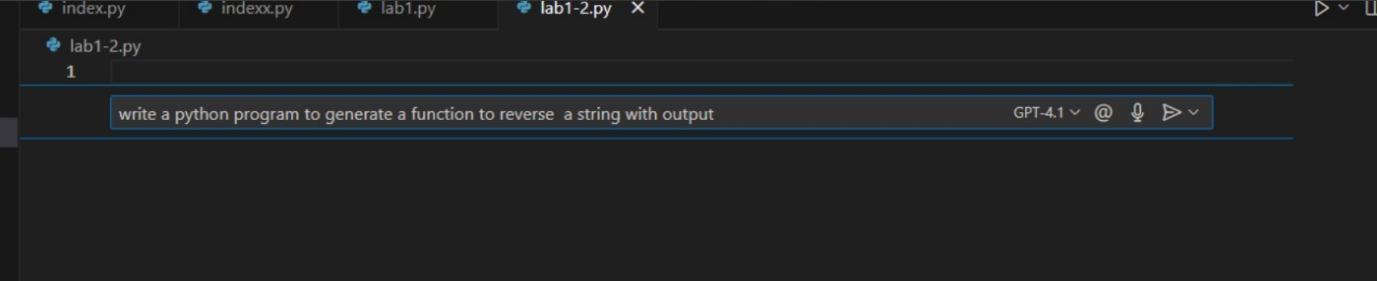 index.py indexx.py lab1.py lab1-2.py
lab1-2.py
1
write a python program to generate a function to reverse  a string with output GPT-4.1